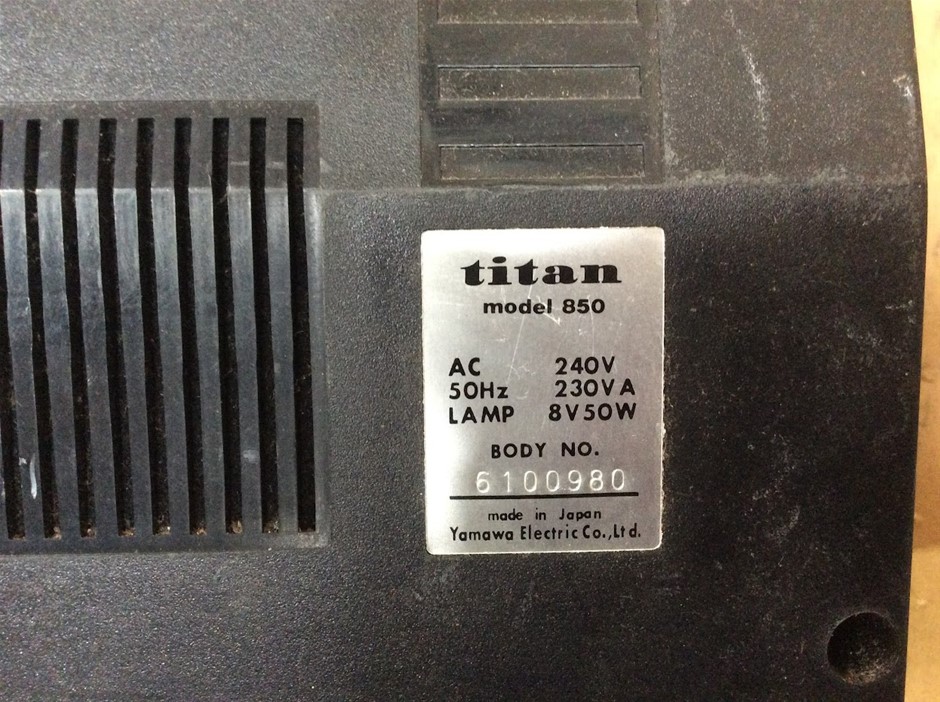 titan
model 850
AC 240V
50Hz 230VA
LAMP 8V50W
BODY NO.
6100980
made in Japan
Yamawa Electric Co.,Ltd.